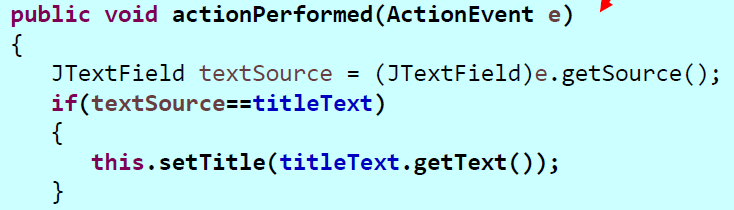 public void actionPerformed(ActionEvent e)
{
JTextField textSource = (JTextField)e.getSource();
if(textSource==titleText)
{
this.setTitle(titleText.getText());
}